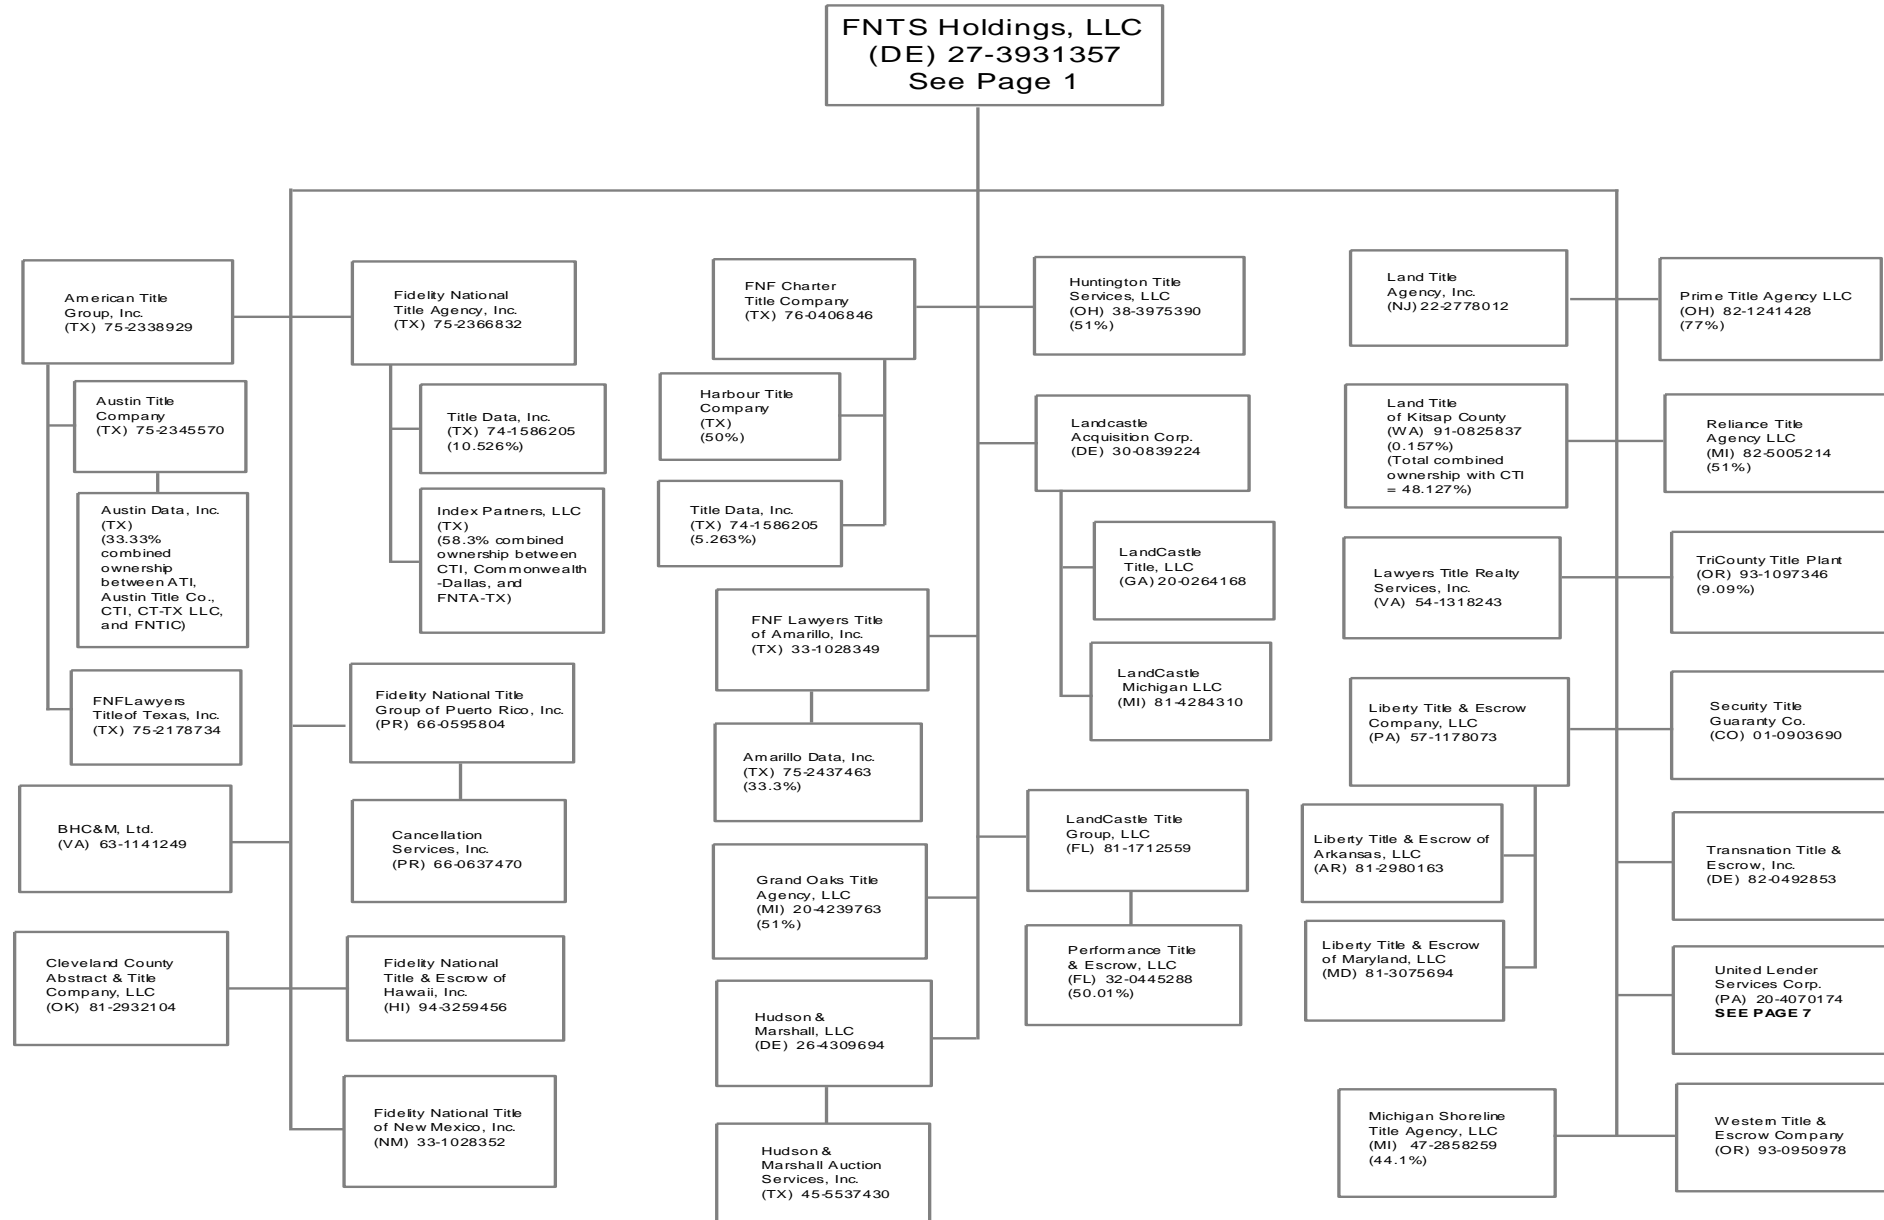 FNTS Holdings, LLC
(DE) 27-3931357
See Page 1
American Title
Group, Inc.
(TX) 75-2338929
Fidelity National
Title Agency, Inc.
(TX) 75-2366832
Austin Title
Company
(TX) 75-2345570
Title Data, Inc.
(TX) 74-1586205
(10.526%)
Austin Data, Inc.
(TX)
(33.33%
combined
ownership
between ATI,
Austin Title Co.,
CTI, CT-TX LLC,
and FNTIC)
Index Partners, LLC
(TX)
(58.3% combined
ownership between
CTI, Commonwealth
-Dallas, and
FNTA-TX)
FNFLawyers
Titleof Texas, Inc.
(TX) 75-2178734
Fidelity National Title
Group of Puerto Rico, Inc.
(PR) 66-0595804
BHC&M, Ltd.
(VA) 63-1141249
Cancellation
Services, Inc.
(PR) 66-0637470
Cleveland County
Abstract & Title
Company, LLC
(OK) 81-2932104
Fidelity National
Title & Escrow of
Hawaii, Inc.
(HI) 94-3259456
Fidelity National Title
of New Mexico, Inc.
(NM) 33-1028352
FNF Charter
Title Company
(TX) 76-0406846
Huntington Title
Services, LLC
(OH) 38-3975390
(51%)
Harbour Title
Company
(TX)
(50%)
Landcastle
Acquisition Corp.
(DE) 30-0839224
Title Data, Inc.
(TX) 74-1586205
(5.263%)
LandCastle
Title, LLC
(GA) 20-0264168
FNF Lawyers Title
of Amarillo, Inc.
(TX) 33-1028349
LandCastle
Michigan LLC
(MI) 81-4284310
Amarillo Data, Inc.
(TX) 75-2437463
(33.3%)
LandCastle Title
Group, LLC
(FL) 81-1712559
Grand Oaks Title
Agency, LLC
(MI) 20-4239763
(51%)
Performance Title
& Escrow, LLC
(FL) 32-0445288
(50.01%)
Hudson &
Marshall, LLC
(DE) 26-4309694
Hudson &
Marshall Auction
Services, Inc.
(TX) 45-5537430
Land Title
Agency, Inc.
(NJ) 22-2778012
Prime Title Agency LLC
(OH) 82-1241428
(77%)
Land Title
of Kitsap County
(WA) 91-0825837
(0.157%)
(Total combined
ownership with CTI
= 48.127%)
Reliance Title
Agency LLC
(MI) 82-5005214
(51%)
Lawyers Title Realty
Services, Inc.
(VA) 54-1318243
TriCounty Title Plant
(OR) 93-1097346
(9.09%)
Liberty Title & Escrow
Company, LLC
(PA) 57-1178073
Security Title
Guaranty Co.
(CO) 01-0903690
Liberty Title & Escrow of
Arkansas, LLC
(AR) 81-2980163
Transnation Title &
Escrow, Inc.
(DE) 82-0492853
Liberty Title & Escrow
of Maryland, LLC
(MD) 81-3075694
United Lender
Services Corp.
(PA) 20-4070174
SEE PAGE 7
Michigan Shoreline
Title Agency, LLC
(MI) 47-2858259
(44.1%)
Western Title &
Escrow Company
(OR) 93-0950978